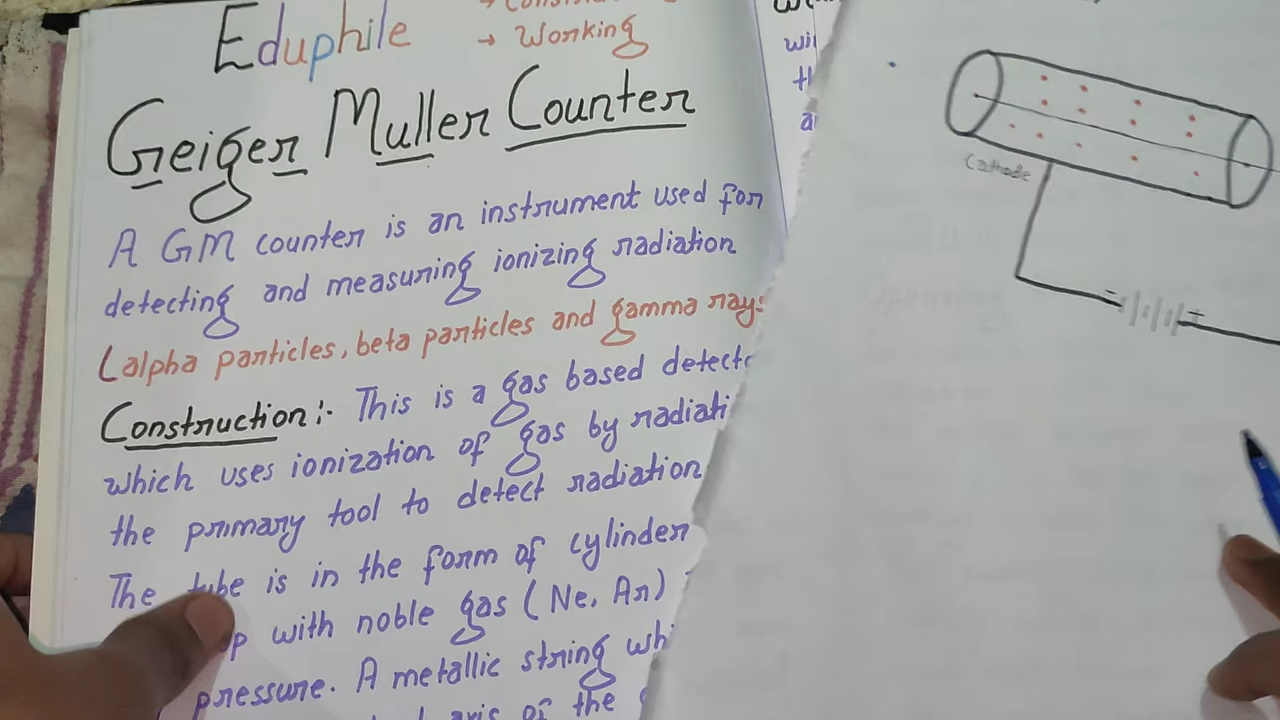 Eduphile
→ Working
Geiger Muller Counter
A GM counter is an instrument used for
detecting and measuring ionizing radiation
(alpha particles, beta particles and gamma rays
Construction:- This is a gas based
which uses ionization of gas by
the primary tool to detect radiation
The tube is in the form of cylinder
with noble gas (Ne, Ar)
pressure. A metallic string
axis of the
Cathode